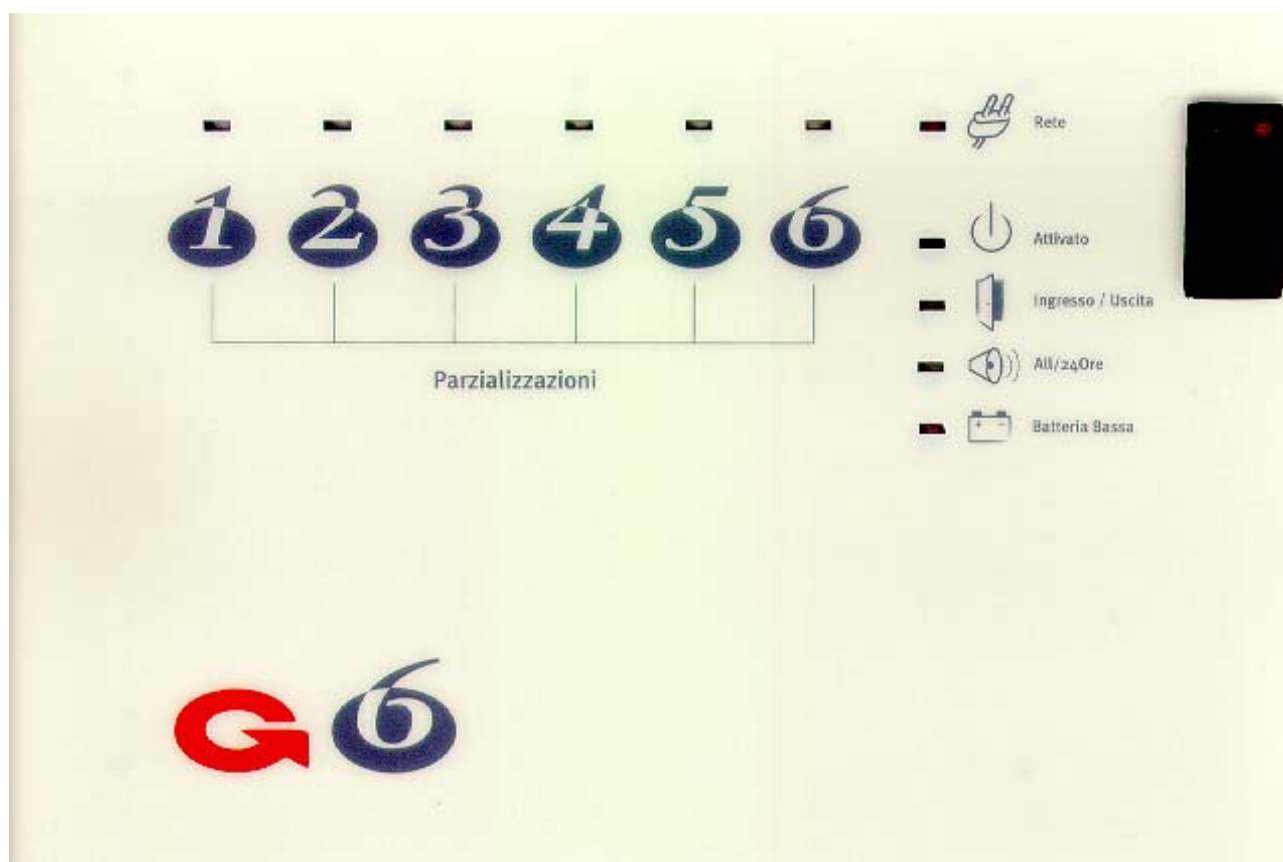 1 2 3 4 5 6
Rete
Attivato
Ingresso / Uscita
All/24Ore
Batteria Bassa
Parzializzazioni
G6